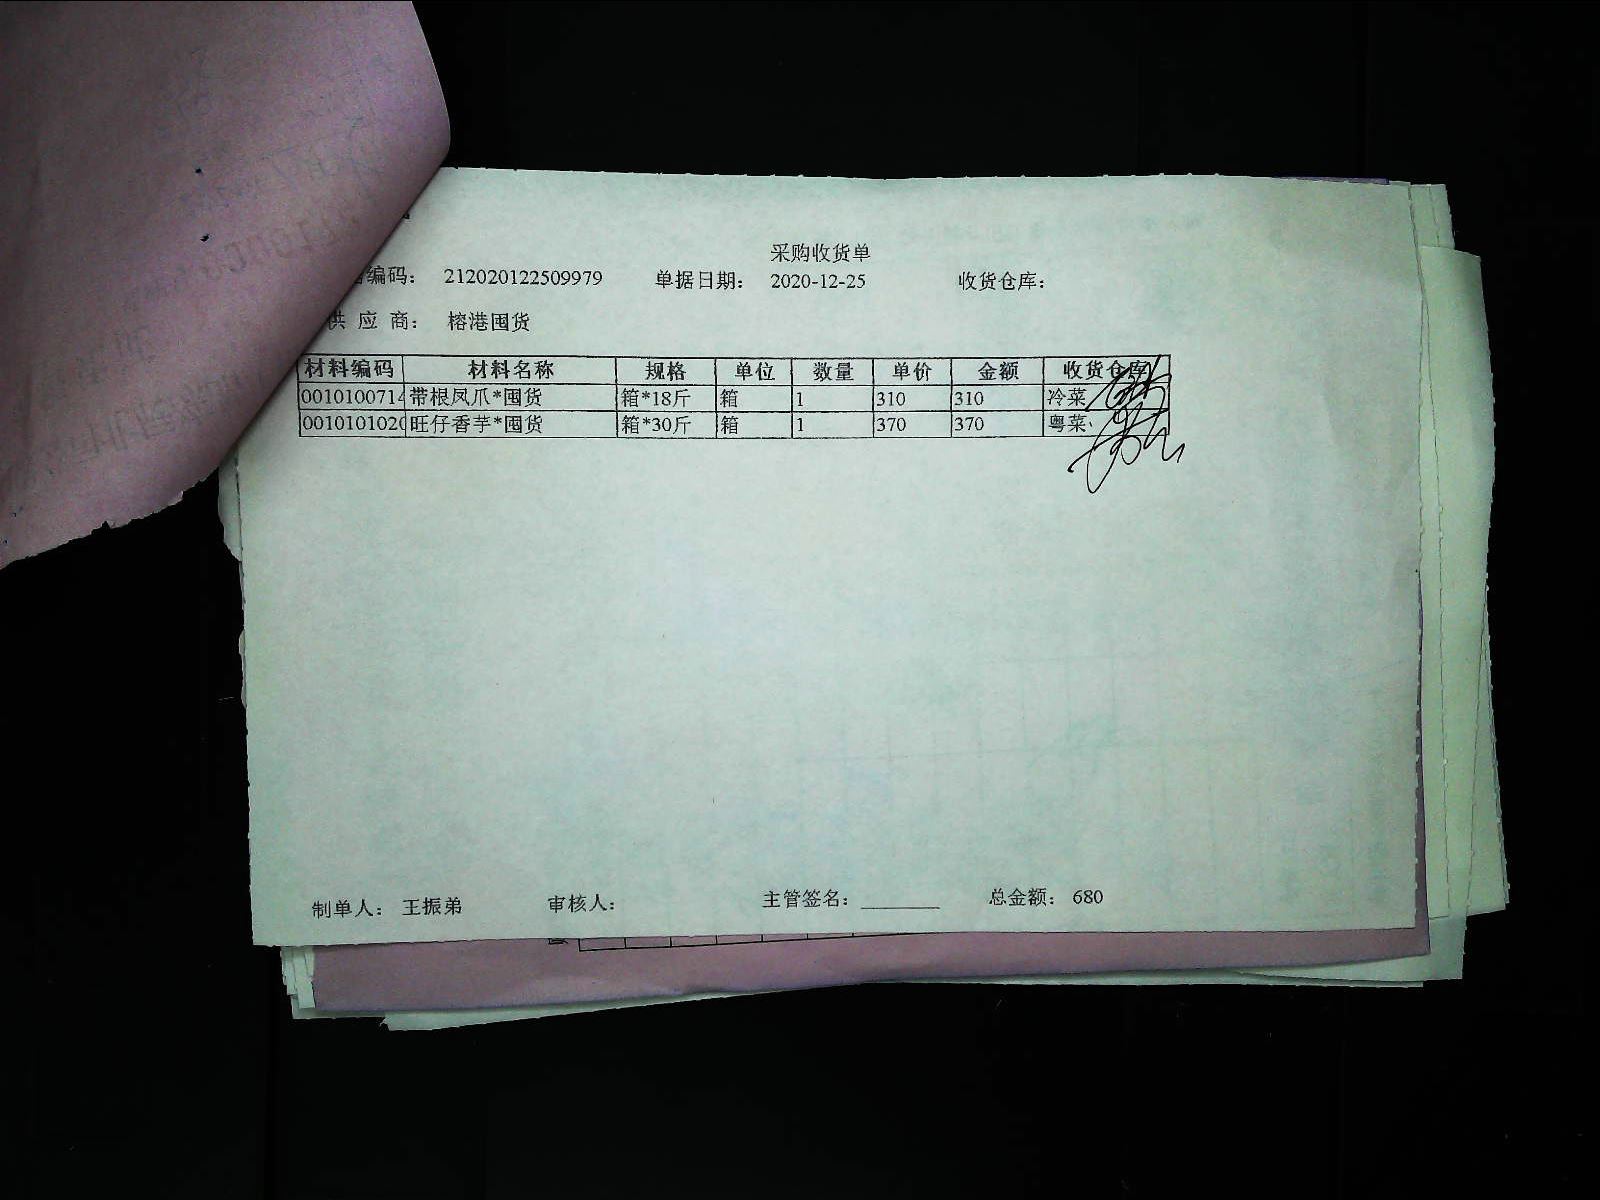 采购收货单
编码： 212020122509979 单据日期： 2020-12-25 收货仓库：
供 应 商： 榕港囤货
材料编码 材料名称 规格 单位 数量 单价 金额 收货仓库
0010100714 带根凤爪*囤货 箱*18斤 箱 1 310 310 冷菜
001010102 旺仔香芋*囤货 箱*30斤 箱 1 370 370 粤菜
制单人： 王振弟 审核人： 主管签名： ________ 总金额： 680